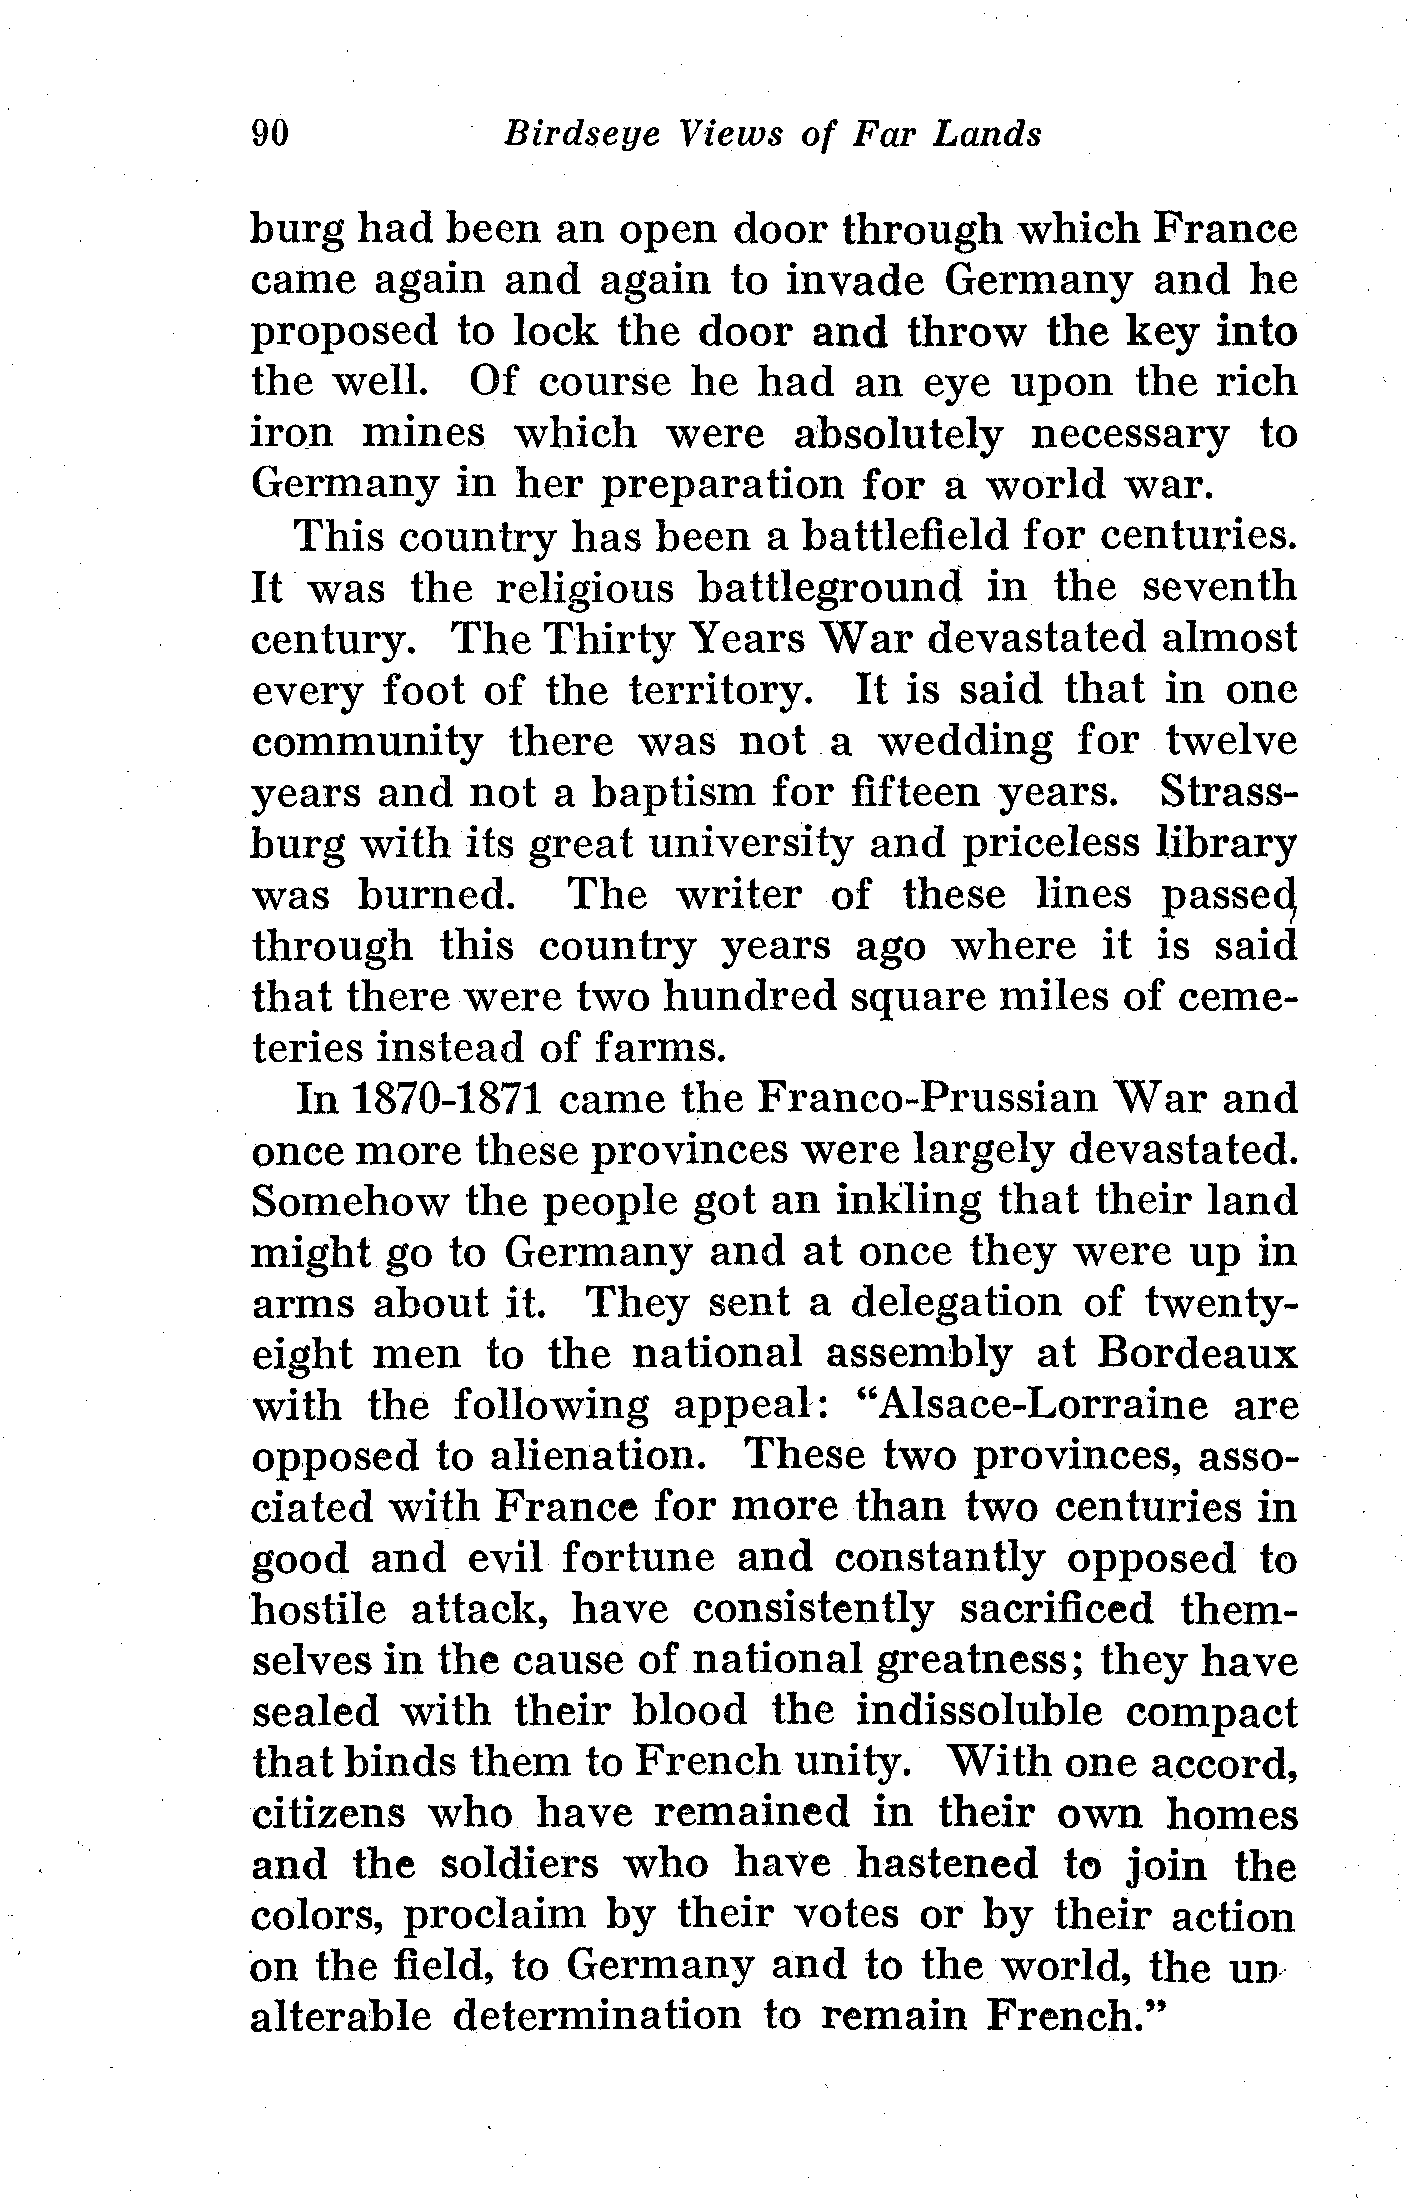 90 Birdseye Views of Far Lands
burg had been an open door through which France
came again and again to invade Germany and he
proposed to lock the door and throw the key into
the well. Of course he had an eye upon the rich
iron mines which were absolutely necessary to
Germany in her preparation for a world war.
This country has been a battlefield for centuries.
It was the religious battleground in the seventh
century. The Thirty Years War devastated almost
every foot of the territory. It is said that in one
community there was not a wedding for twelve
years and not a baptism for fifteen years. Strass-
burg with its great university and priceless library
was burned. The writer of these lines passed
through this country years ago where it is said
that there were two hundred square miles of ceme-
teries instead of farms.
In 1870-1871 came the Franco-Prussian War and
once more these provinces were largely devastated.
Somehow the people got an inkling that their land
might go to Germany and at once they were up in
arms about it. They sent a delegation of twenty-
eight men to the national assembly at Bordeaux
with the following appeal: “Alsace-Lorraine are
opposed to alienation. These two provinces, asso-
ciated with France for more than two centuries in
good and evil fortune and constantly opposed to
hostile attack, have consistently sacrificed them-
selves in the cause of national greatness; they have
sealed with their blood the indissoluble compact
that binds them to French unity. With one accord,
citizens who have remained in their own homes
and the soldiers who have hastened to join the
colors, proclaim by their votes or by their action
on the field, to Germany and to the world, the un-
alterable determination to remain French.”